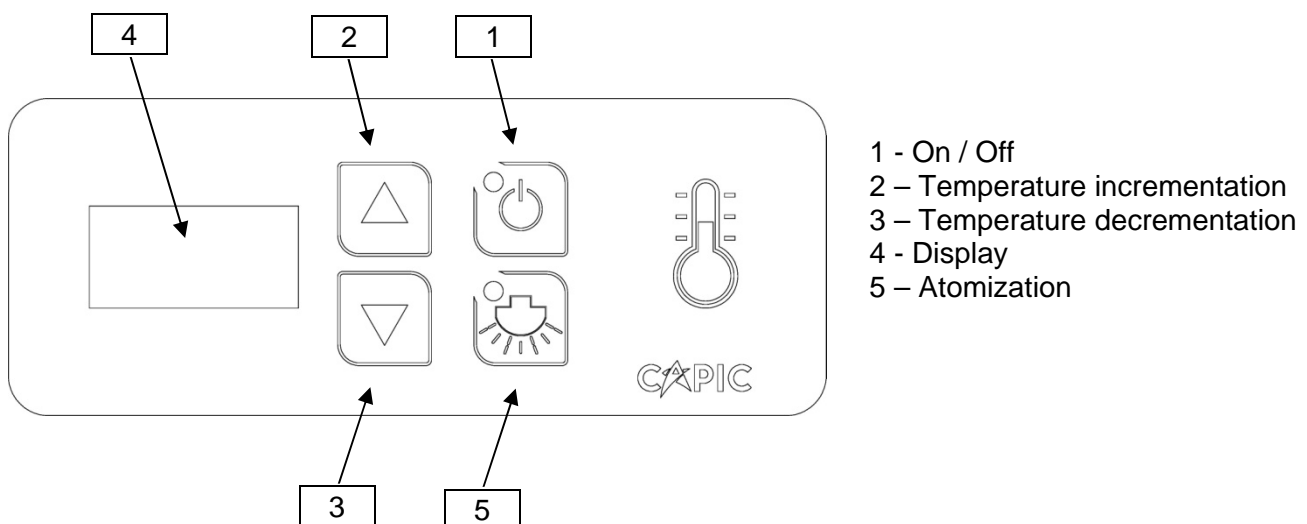 4
2
1
1 - On / Off
2 – Temperature incrementation
3 – Temperature decrementation
4 - Display
5 – Atomization
CAPIC
3
5